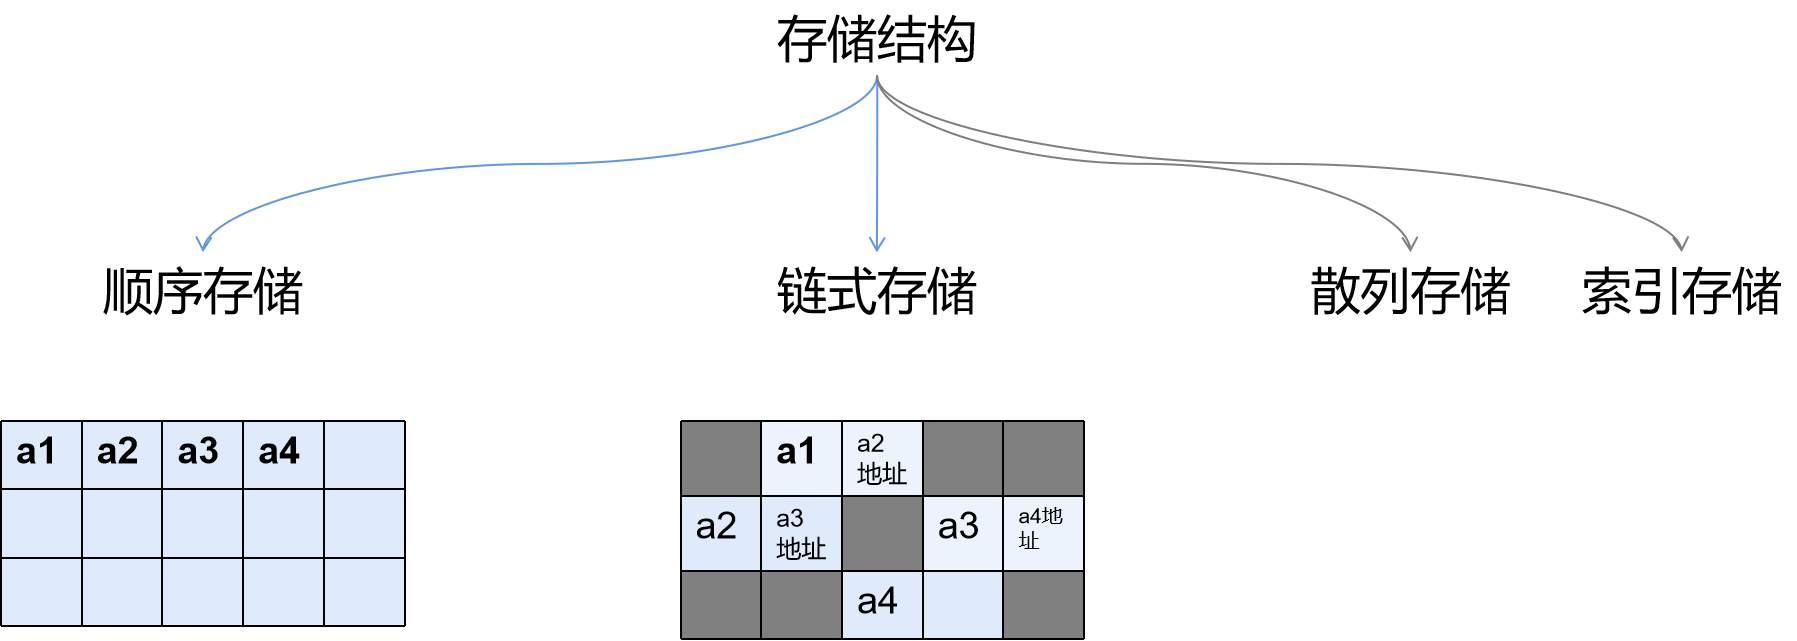 存储结构
顺序存储
链式存储
散列存储
索引存储
a1 a2 a3 a4
a1
a2
地址
a2
a3
地址
a3
a4地
址
a4